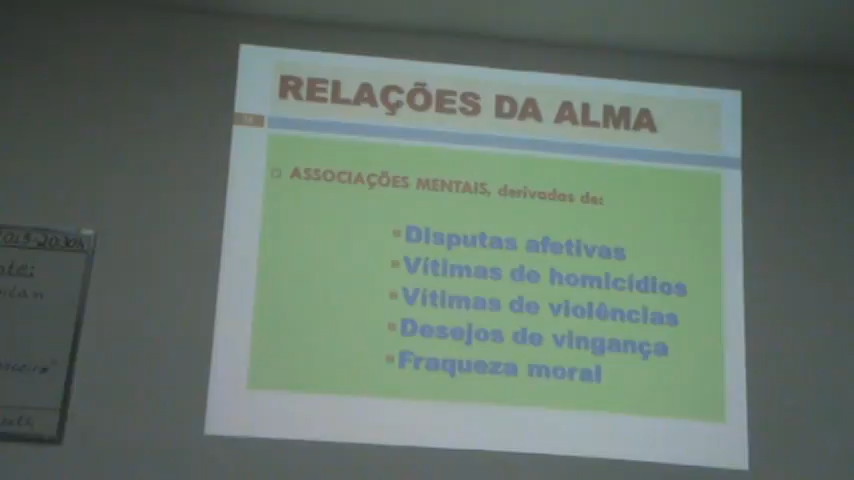 RELAÇÕES DA ALMA
ASSOCIAÇÕES MENTAIS, derivadas de:
Disputas afetivas
Vítimas de homicídios
Vítimas de violências
Desejos de vingança
Fraqueza moral